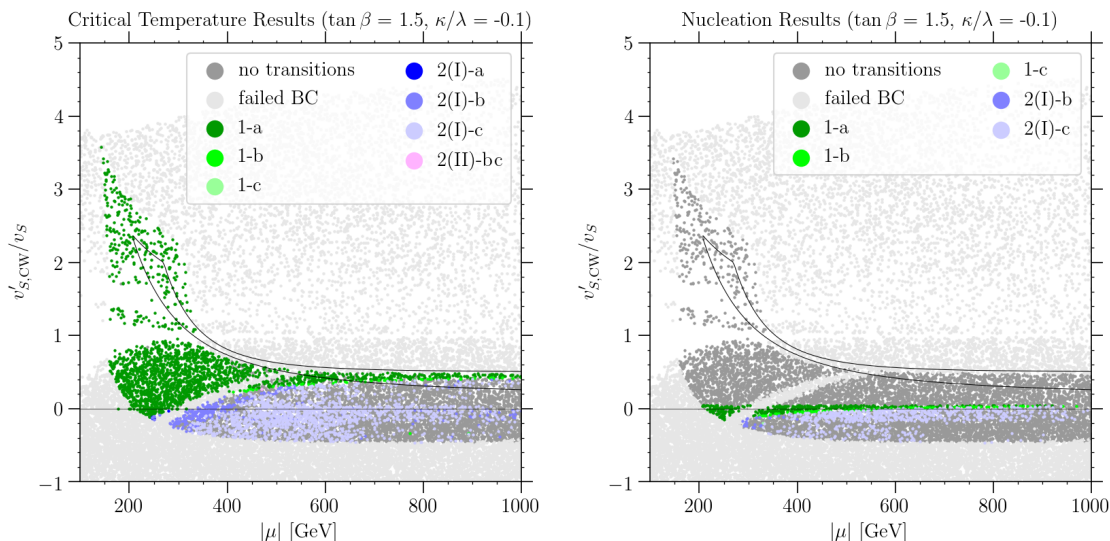 Critical Temperature Results (tan β = 1.5, κ/λ = -0.1)
5
4
3
2
1
0
−1
v′S,CW/vS
no transitions
failed BC
1-a
1-b
1-c
2(I)-a
2(I)-b
2(I)-c
2(II)-bc
200 400 600 800 1000
|μ| [GeV]
Nucleation Results (tan β = 1.5, κ/λ = -0.1)
5
4
3
2
1
0
−1
v′S,CW/vS
no transitions
failed BC
1-a
1-b
1-c
2(I)-b
2(I)-c
200 400 600 800 1000
|μ| [GeV]